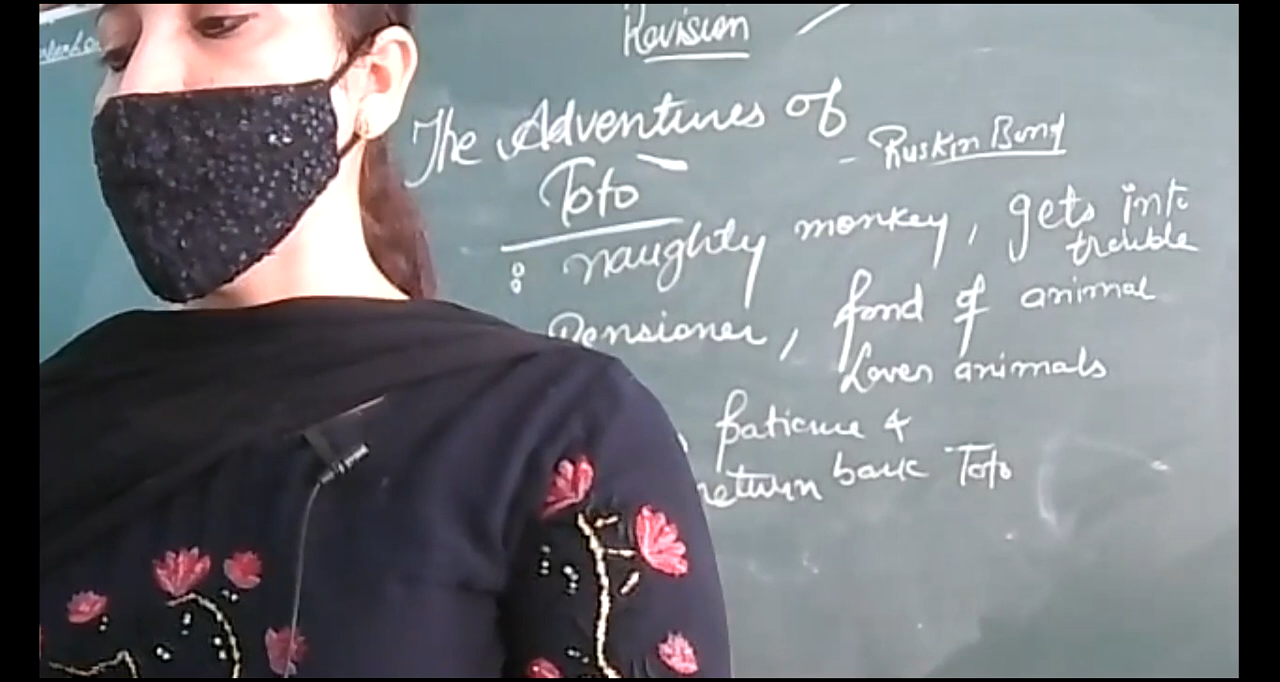 Revision
The Adventures of
Toto
- Ruskin Bond
: naughty monkey, gets into
trouble
Pensioner, fond of animal
Loves animals
Patience &
return back Toto